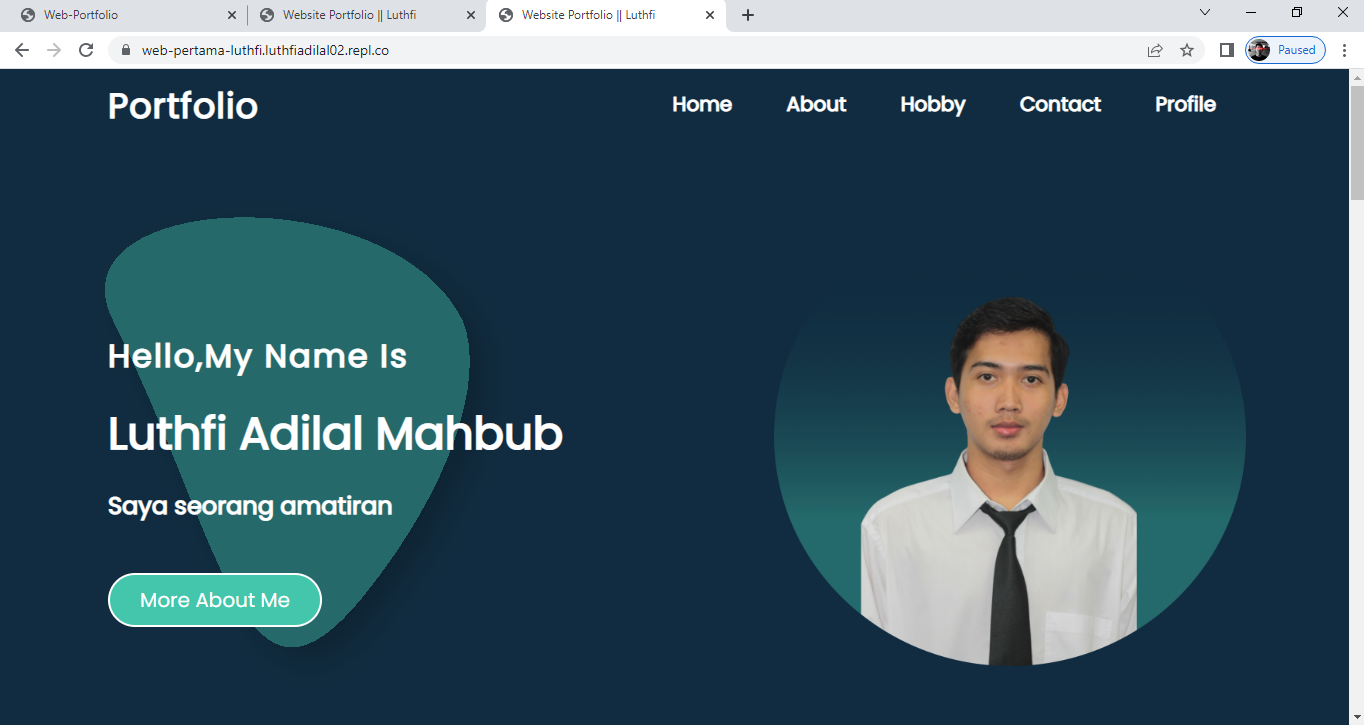 Web-Portfolio
Website Portfolio || Luthfi
Website Portfolio || Luthfi
web-pertama-luthfi.luthfiadilal02.repl.co
Paused
Portfolio
Home
About
Hobby
Contact
Profile
Hello,My Name Is
Luthfi Adilal Mahbub
Saya seorang amatiran
More About Me